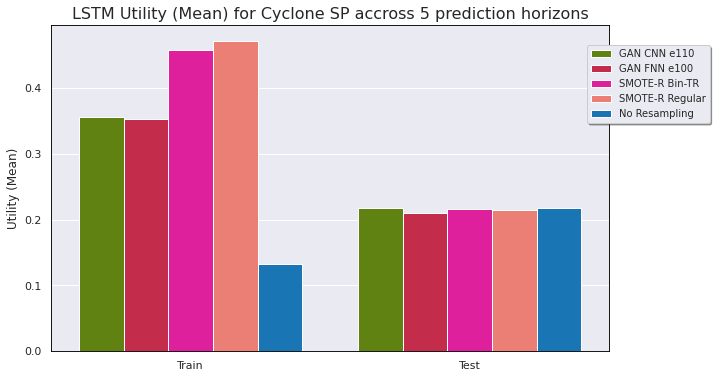 LSTM Utility (Mean) for Cyclone SP accross 5 prediction horizons
GAN CNN e110
GAN FNN e100
SMOTE-R Bin-TR
SMOTE-R Regular
No Resampling
Utility (Mean)
0.4
0.3
0.2
0.1
0.0
Train
Test